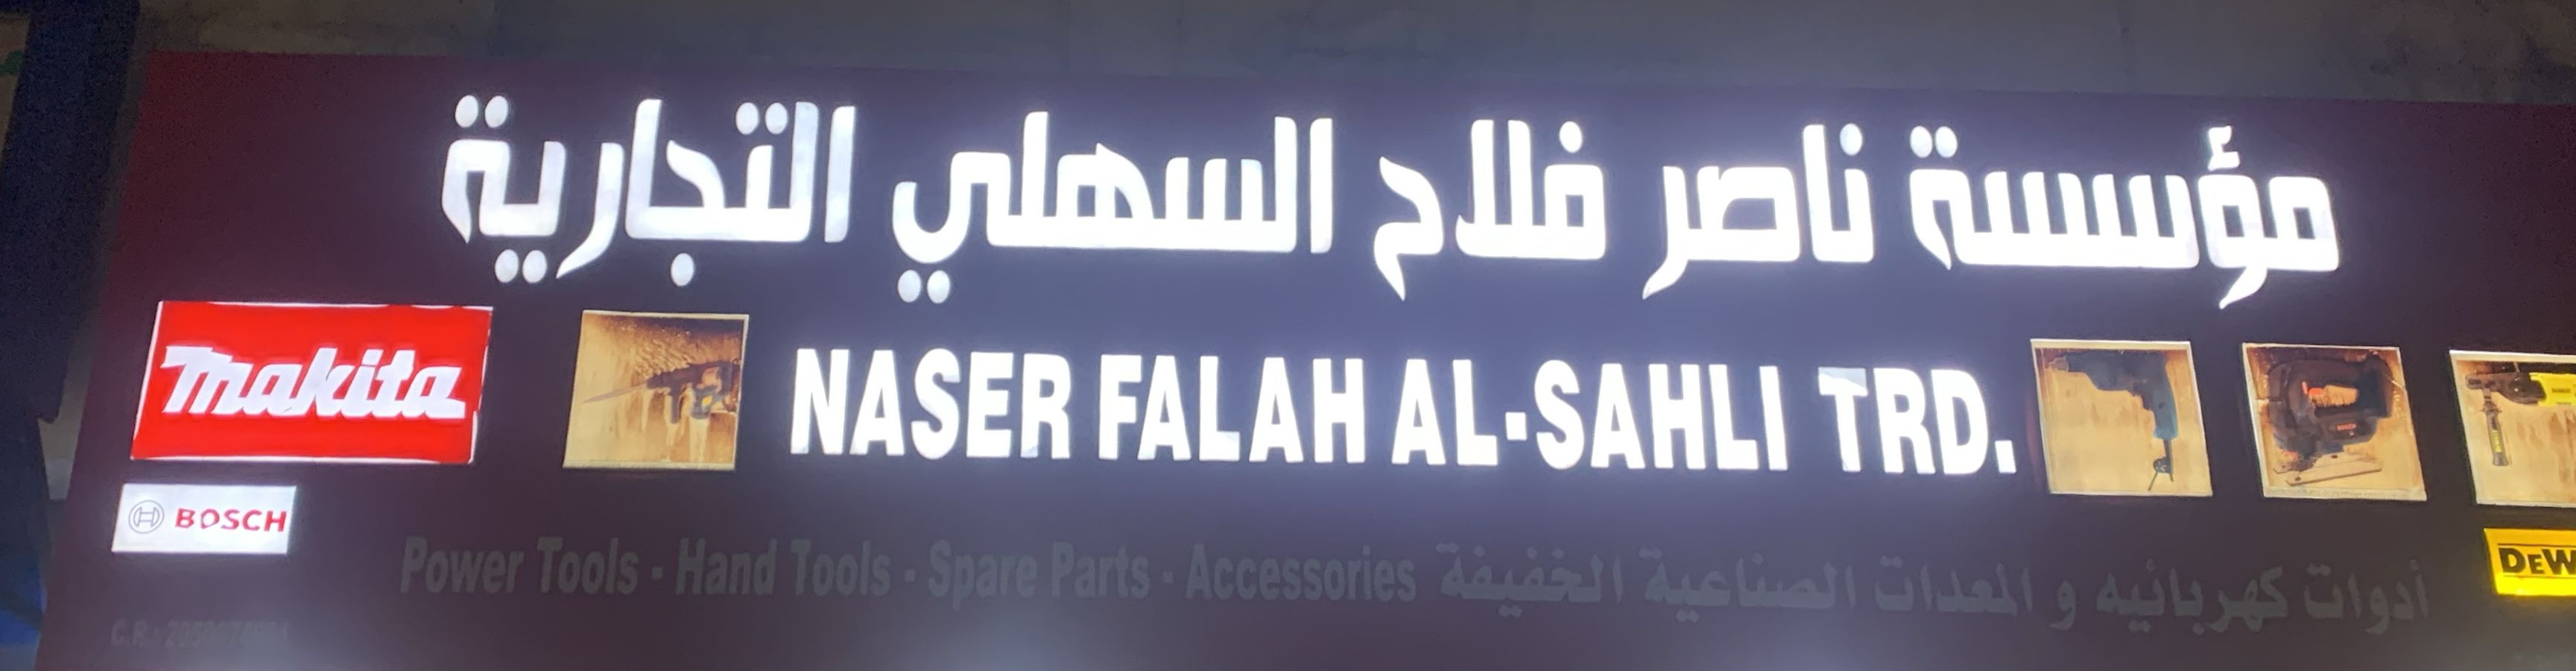 مؤسسة ناصر فلاح السهلي التجارية
makita
NASER FALAH AL-SAHLI TRD.
BOSCH
Power Tools - Hand Tools - Spare Parts - Accessories أدوات كهربائيه و المعدات الصناعية الخفيفة
C.R.: